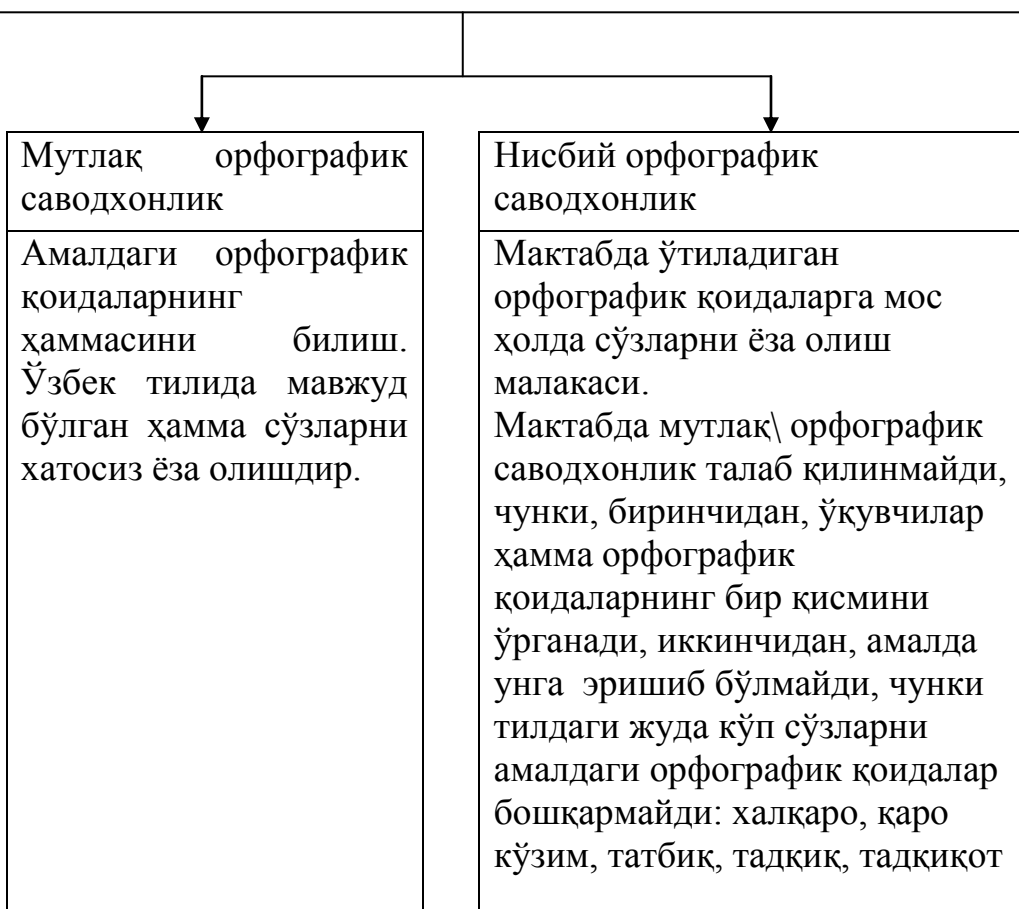 Мутлақ орфографик
саводхонлик
Амалдаги орфографик
қоидаларнинг
ҳаммасини билиш.
Ўзбек тилида мавжуд
бўлган ҳамма сўзларни
хатосиз ёза олишдир.
Нисбий орфографик
саводхонлик
Мактабда ўтиладиган
орфографик қоидаларга мос
ҳолда сўзларни ёза олиш
малакаси.
Мактабда мутлақ\ орфографик
саводхонлик талаб қилинмайди,
чунки, биринчидан, ўқувчилар
ҳамма орфографик
қоидаларнинг бир қисмини
ўрганади, иккинчидан, амалда
унга эришиб бўлмайди, чунки
тилдаги жуда кўп сўзларни
амалдаги орфографик қоидалар
бошқармайди: халқаро, қаро
кўзим, татбиқ, тадқиқ, тадқиқот